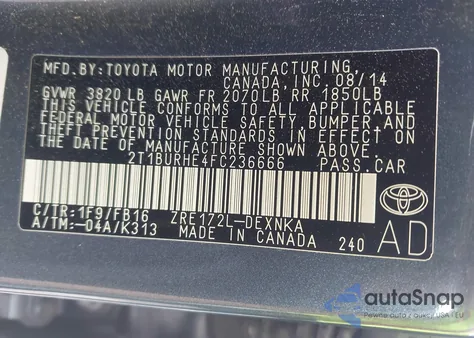 MFD. BY: TOYOTA MOTOR MANUFACTURING,
CANADA, INC. 08/14
GVWR 3820 LB GAWR FR 2070LB RR 1850LB
THIS VEHICLE CONFORMS TO ALL APPLICABLE
FEDERAL MOTOR VEHICLE SAFETY, BUMPER, AND
THEFT PREVENTION STANDARDS IN EFFECT ON
THE DATE OF MANUFACTURE SHOWN ABOVE.
2T1BURHE4FC236666 PASS.CAR
C/TR: 1F9/FB16 ZRE172L-DEXNKA
A/TM: -04A/K313 MADE IN CANADA 240
AD
autoSnap